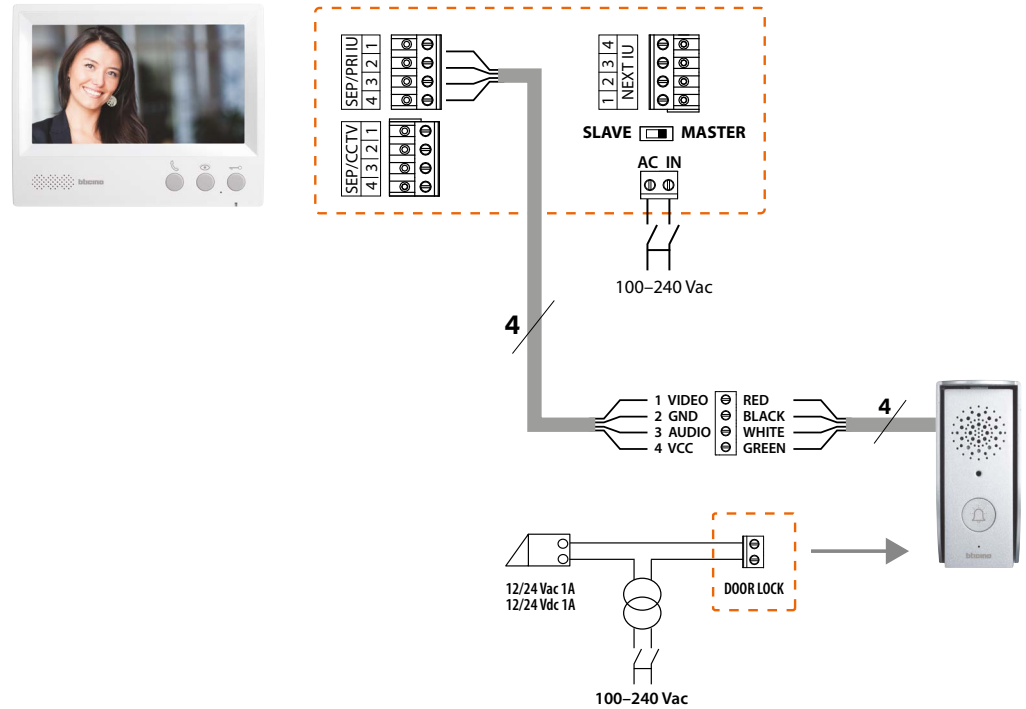 SEP/PRI IU
4 3 2 1
1 2 3 4
NEXT IU
SEP/CCTV
4 3 2 1
SLAVE MASTER
AC IN
100–240 Vac
bticino
4
1 VIDEO RED
2 GND BLACK
3 AUDIO WHITE
4 VCC GREEN
4
bticino
12/24 Vac 1A
12/24 Vdc 1A
DOOR LOCK
100–240 Vac